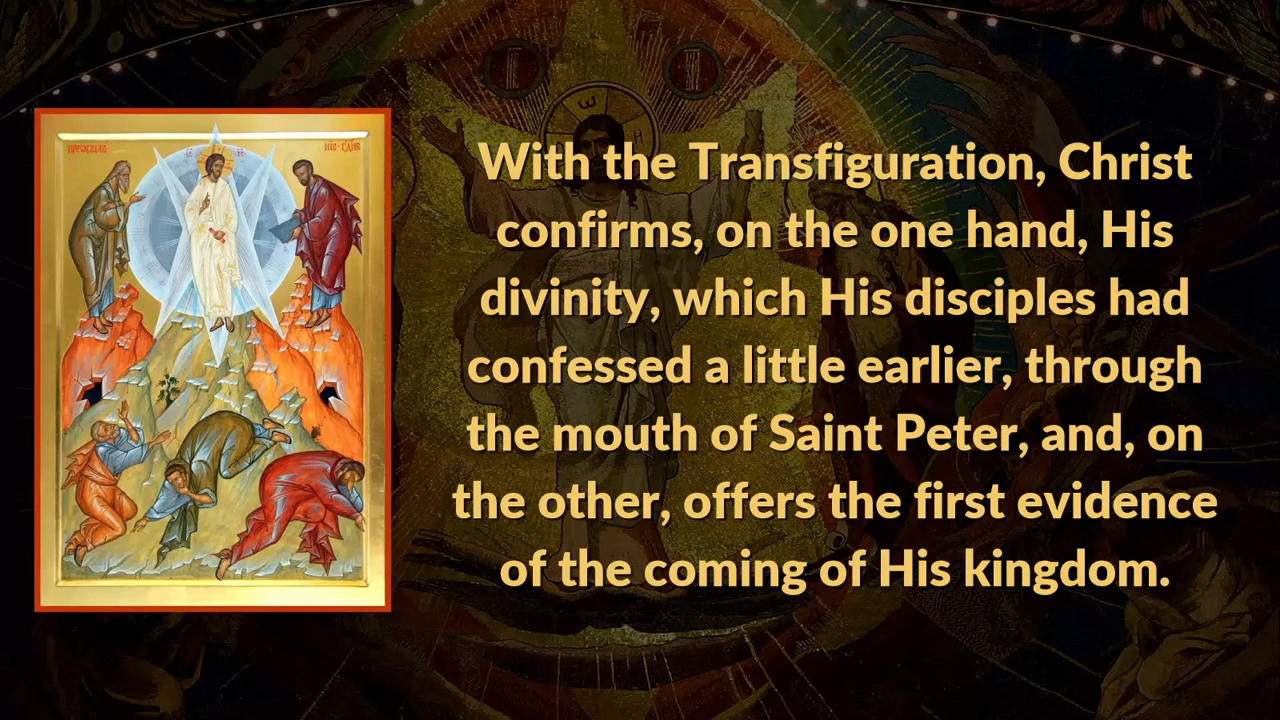 With the Transfiguration, Christ
confirms, on the one hand, His
divinity, which His disciples had
confessed a little earlier, through
the mouth of Saint Peter, and, on
the other, offers the first evidence
of the coming of His kingdom.